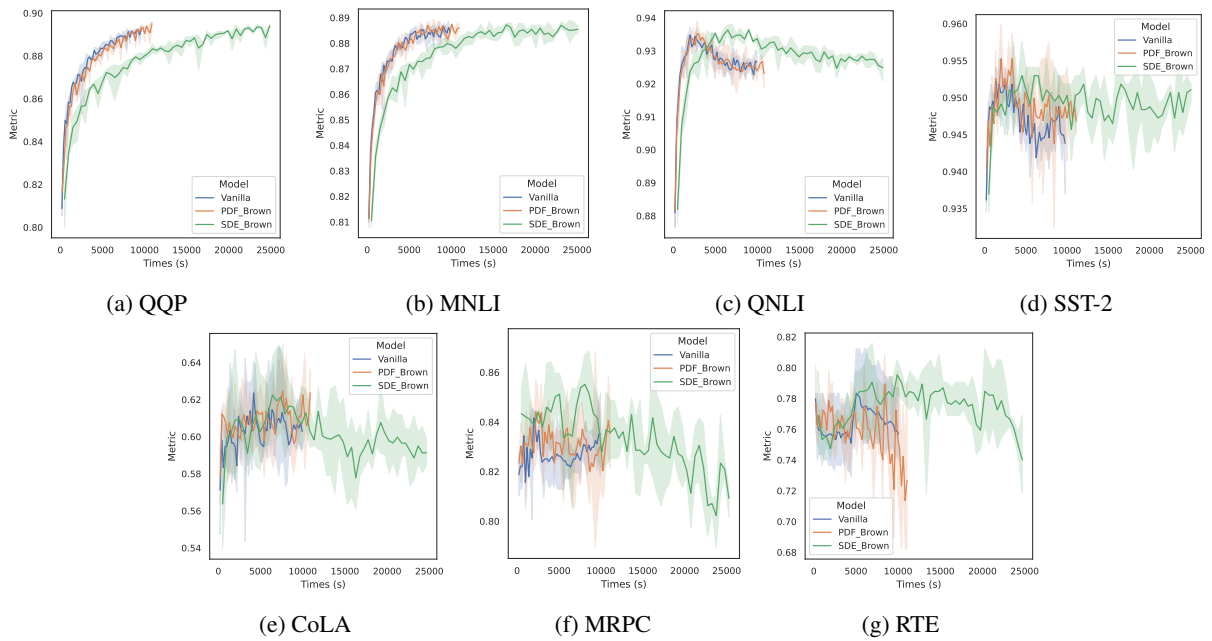 0.90
0.88
0.86
0.84
0.82
0.80
Metric
0 5000 10000 15000 20000 25000
Times (s)
Model
Vanilla
PDF_Brown
SDE_Brown
(a) QQP
0.89
0.88
0.87
0.86
0.85
0.84
0.83
0.82
0.81
Metric
0 5000 10000 15000 20000 25000
Times (s)
Model
Vanilla
PDF_Brown
SDE_Brown
(b) MNLI
0.94
0.93
0.92
0.91
0.90
0.89
0.88
Metric
0 5000 10000 15000 20000 25000
Times (s)
Model
Vanilla
PDF_Brown
SDE_Brown
(c) QNLI
0.960
0.955
0.950
0.945
0.940
0.935
Metric
0 5000 10000 15000 20000 25000
Times (s)
Model
Vanilla
PDF_Brown
SDE_Brown
(d) SST-2
0.64
0.62
0.60
0.58
0.56
0.54
Metric
0 5000 10000 15000 20000 25000
Times (s)
Model
Vanilla
PDF_Brown
SDE_Brown
(e) CoLA
0.86
0.84
0.82
0.80
Metric
0 5000 10000 15000 20000 25000
Times (s)
Model
Vanilla
PDF_Brown
SDE_Brown
(f) MRPC
0.82
0.80
0.78
0.76
0.74
0.72
0.70
0.68
Metric
0 5000 10000 15000 20000 25000
Times (s)
Model
Vanilla
PDF_Brown
SDE_Brown
(g) RTE